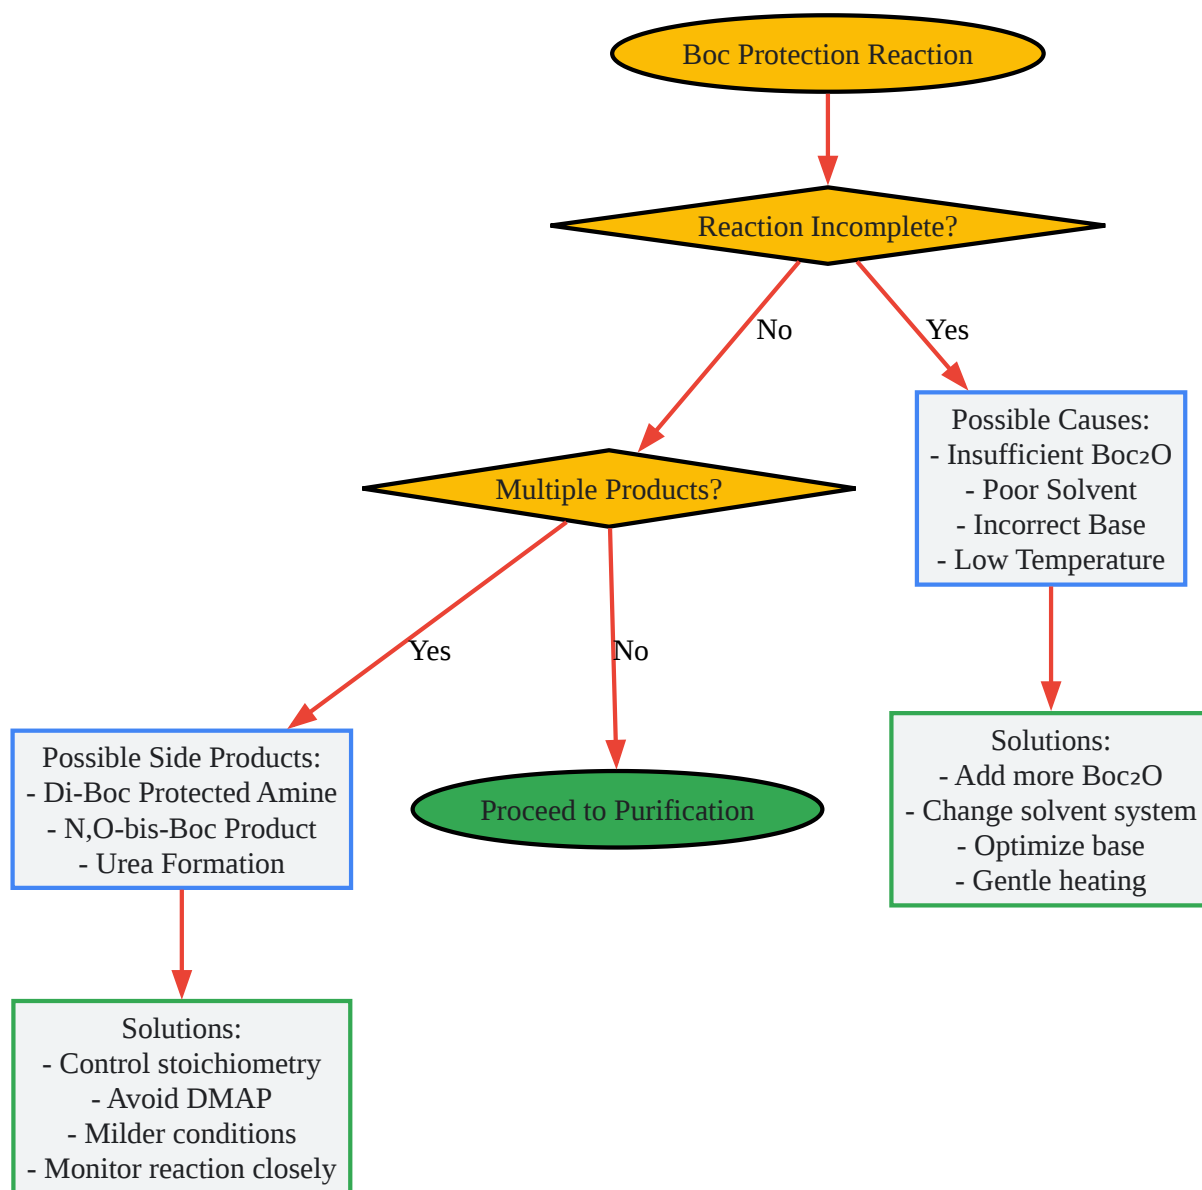 Boc Protection Reaction
Reaction Incomplete?
No
Yes
Possible Causes:
- Insufficient Boc₂O
- Poor Solvent
- Incorrect Base
- Low Temperature
Multiple Products?
Yes
No
Solutions:
- Add more Boc₂O
- Change solvent system
- Optimize base
- Gentle heating
Possible Side Products:
- Di-Boc Protected Amine
- N,O-bis-Boc Product
- Urea Formation
Proceed to Purification
Solutions:
- Control stoichiometry
- Avoid DMAP
- Milder conditions
- Monitor reaction closely